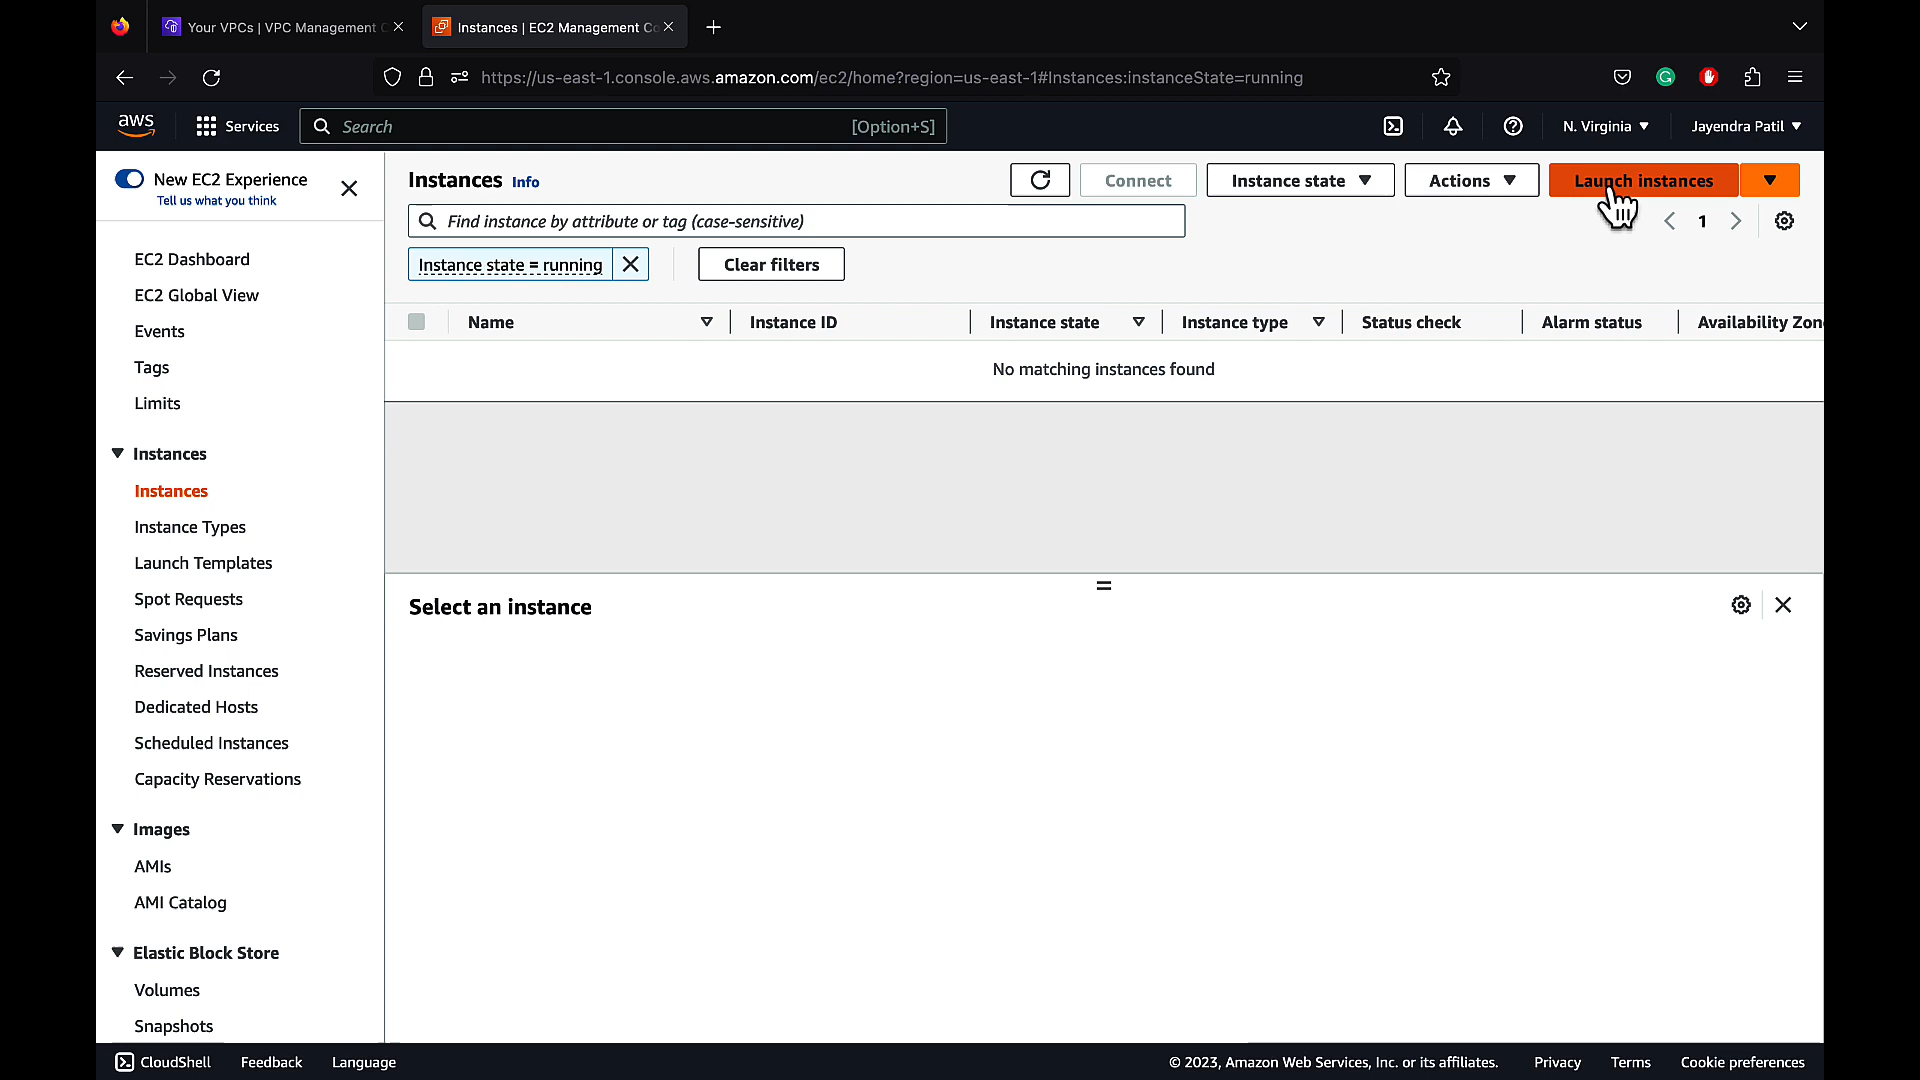 Your VPCs | VPC Management C
Instances | EC2 Management Co
https://us-east-1.console.aws.amazon.com/ec2/home?region=us-east-1#Instances:instanceState=running
aws
Services
Search
[Option+S]
N. Virginia
Jayendra Patil
New EC2 Experience
Tell us what you think
EC2 Dashboard
EC2 Global View
Events
Tags
Limits
Instances
Instances
Instance Types
Launch Templates
Spot Requests
Savings Plans
Reserved Instances
Dedicated Hosts
Scheduled Instances
Capacity Reservations
Images
AMIs
AMI Catalog
Elastic Block Store
Volumes
Snapshots
Instances Info
Connect
Instance state
Actions
Launch instances
Find instance by attribute or tag (case-sensitive)
1
Instance state = running
Clear filters
Name
Instance ID
Instance state
Instance type
Status check
Alarm status
Availability Zon
No matching instances found
Select an instance
CloudShell
Feedback
Language
© 2023, Amazon Web Services, Inc. or its affiliates.
Privacy
Terms
Cookie preferences